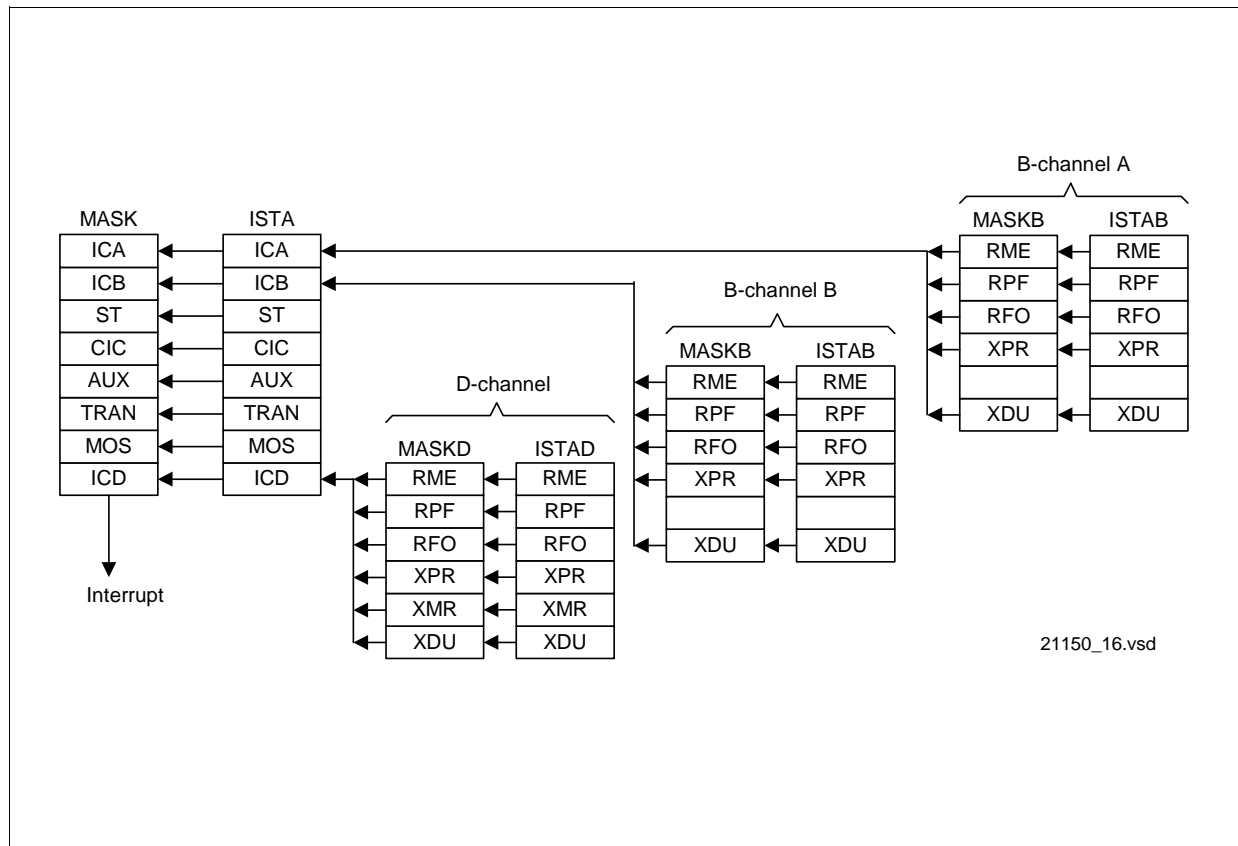 B-channel A
MASK ISTA MASKB ISTAB
ICA ICA RME RME
ICB ICB RPF RPF
B-channel B
ST ST RFO RFO
CIC CIC MASKB ISTAB XPR XPR
AUX AUX RME RME
D-channel
TRAN TRAN RPF RPF XDU XDU
MOS MOS MASKD ISTAD RFO RFO
ICD ICD RME RME XPR XPR
RPF RPF
RFO RFO XDU XDU
XPR XPR
Interrupt
XMR XMR
XDU XDU
21150_16.vsd